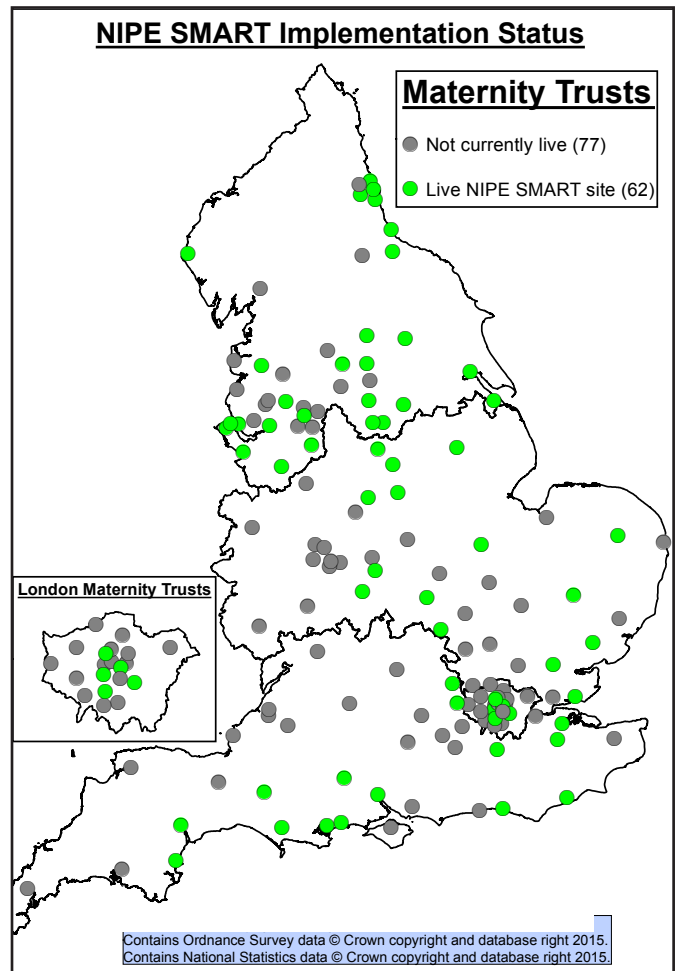 NIPE SMART Implementation Status
Maternity Trusts
Not currently live (77)
Live NIPE SMART site (62)
London Maternity Trusts
Contains Ordnance Survey data © Crown copyright and database right 2015.
Contains National Statistics data © Crown copyright and database right 2015.